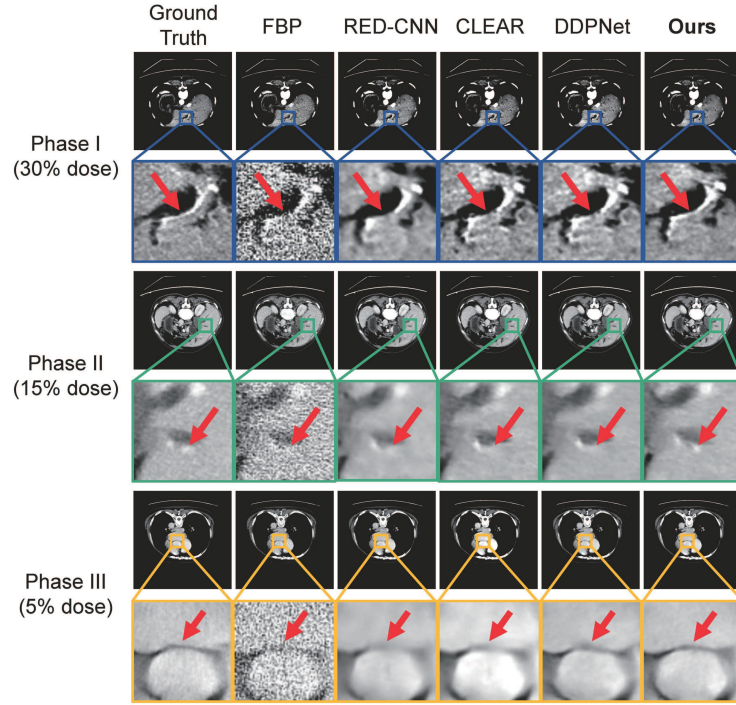 Ground Truth
FBP
RED-CNN
CLEAR
DDPNet
Ours
Phase I
(30% dose)
Phase II
(15% dose)
Phase III
(5% dose)